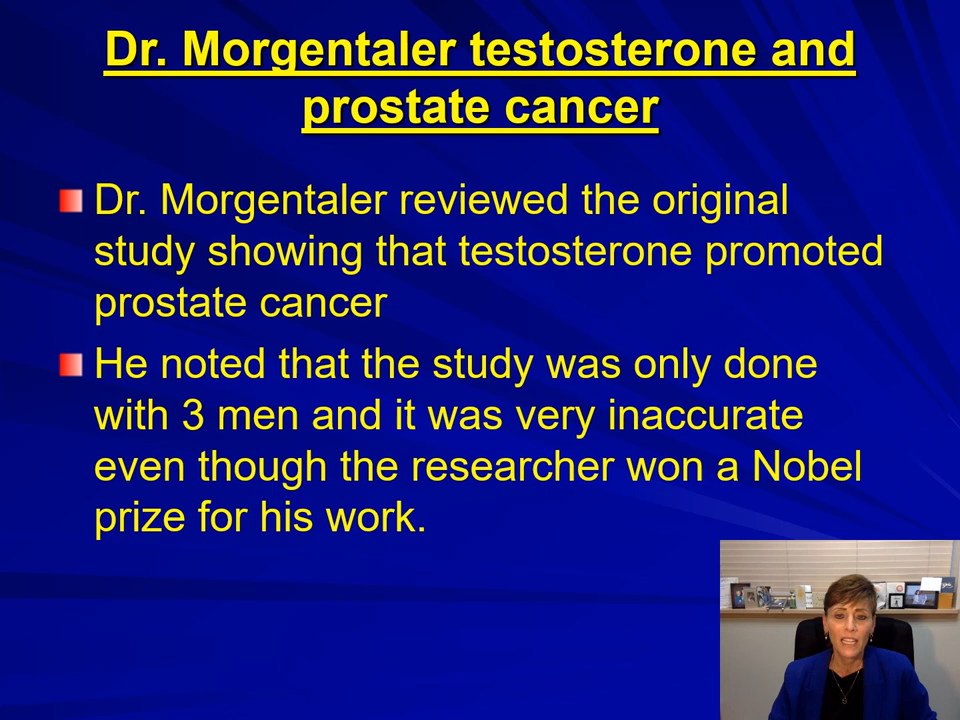 Dr. Morgentaler testosterone and
prostate cancer
Dr. Morgentaler reviewed the original
study showing that testosterone promoted
prostate cancer
He noted that the study was only done
with 3 men and it was very inaccurate
even though the researcher won a Nobel
prize for his work.